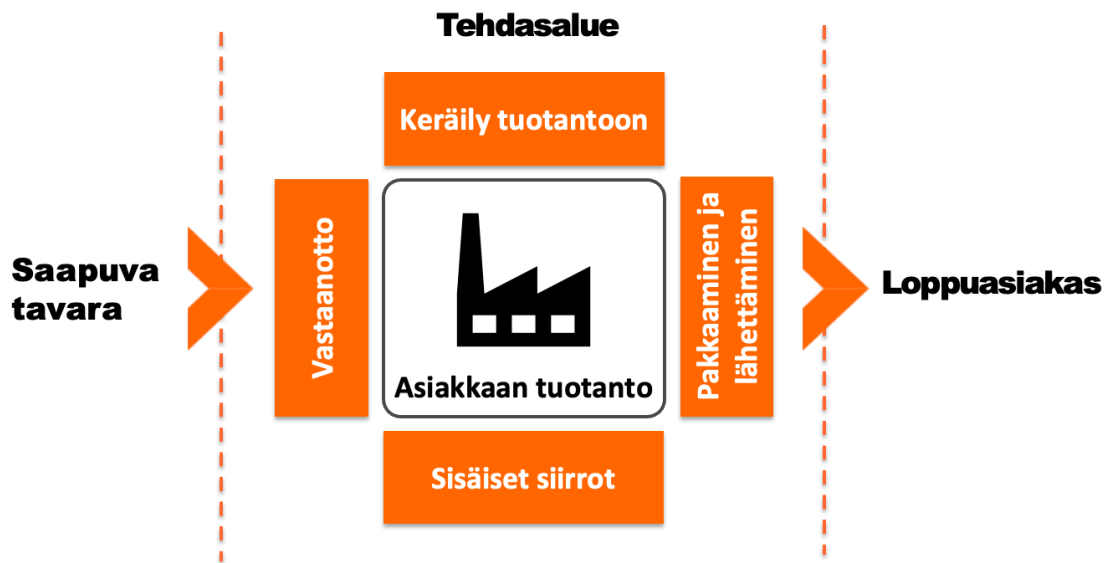 Tehdasalue
Keräily tuotantoon
Saapuva
tavara
Vastaanotto
Asiakkaan tuotanto
Pakkaaminen ja
lähettäminen
Loppuasiakas
Sisäiset siirrot